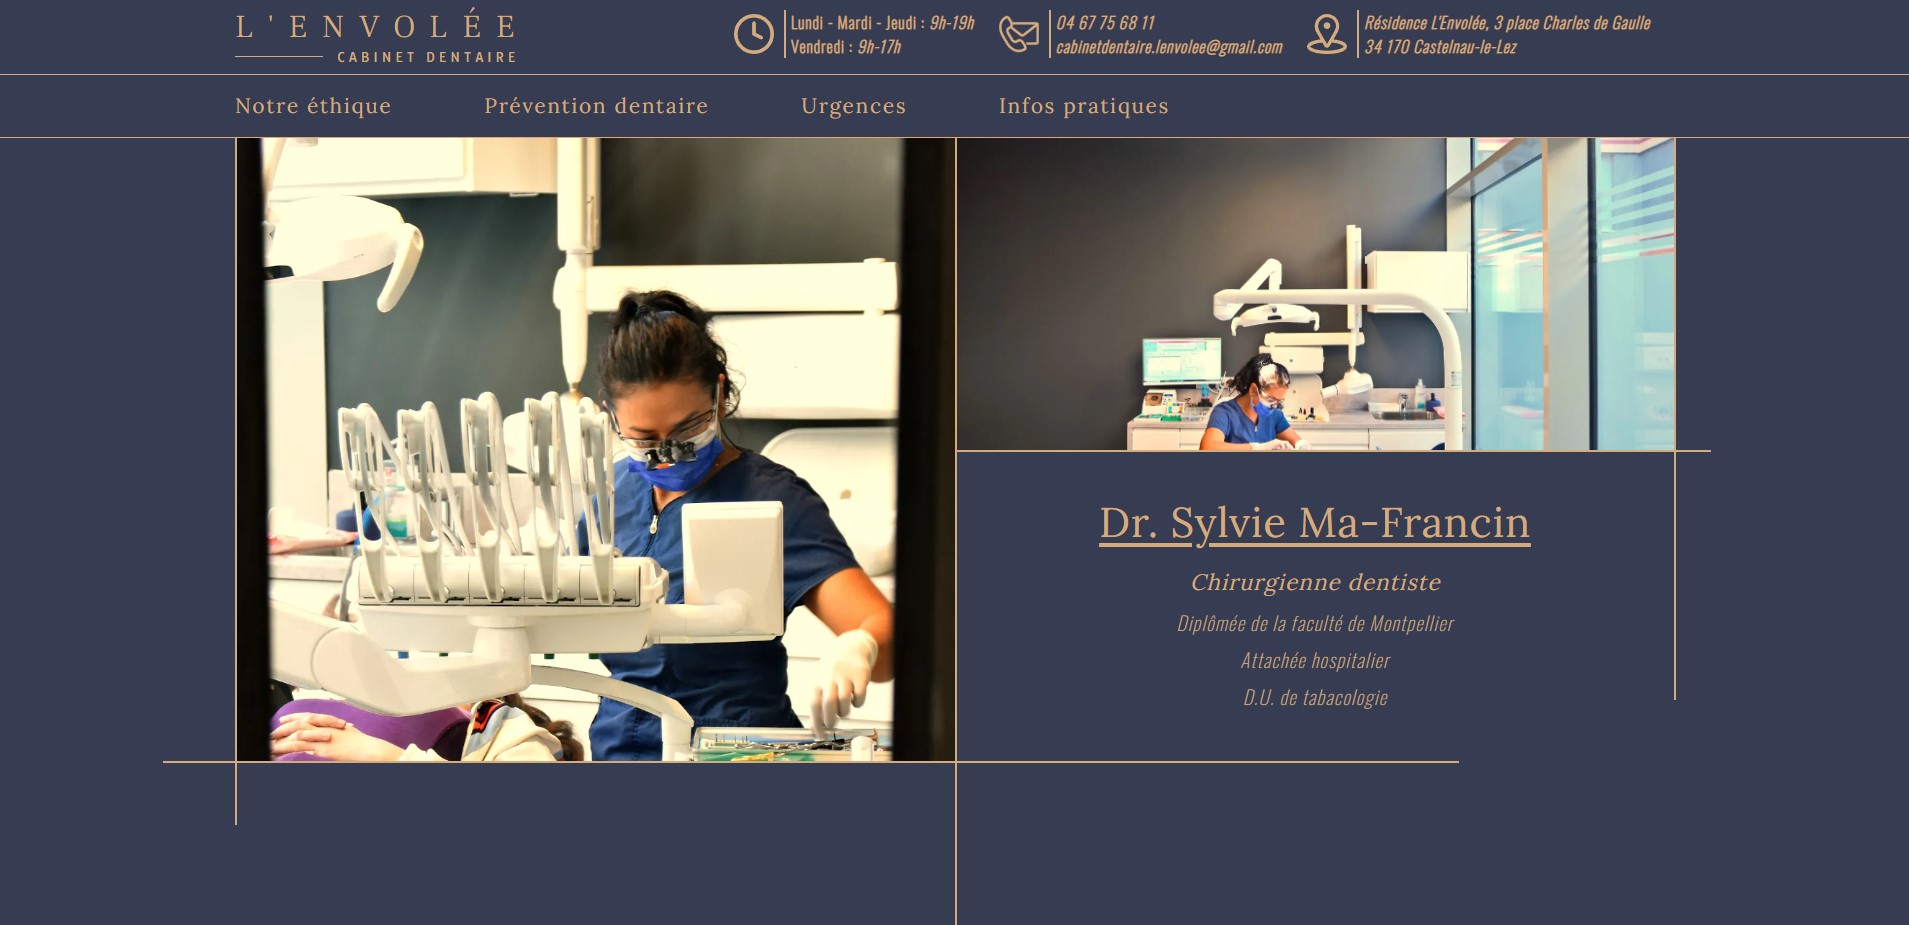 L'ENVOLÉE
CABINET DENTAIRE
Lundi - Mardi - Jeudi : 9h-19h
Vendredi : 9h-17h
04 67 75 68 11
cabinetdentaire.lenvolee@gmail.com
Résidence L'Envolée, 3 place Charles de Gaulle
34 170 Castelnau-le-Lez
Notre éthique
Prévention dentaire
Urgences
Infos pratiques
Dr. Sylvie Ma-Francin
Chirurgienne dentiste
Diplômée de la faculté de Montpellier
Attachée hospitalier
D.U. de tabacologie